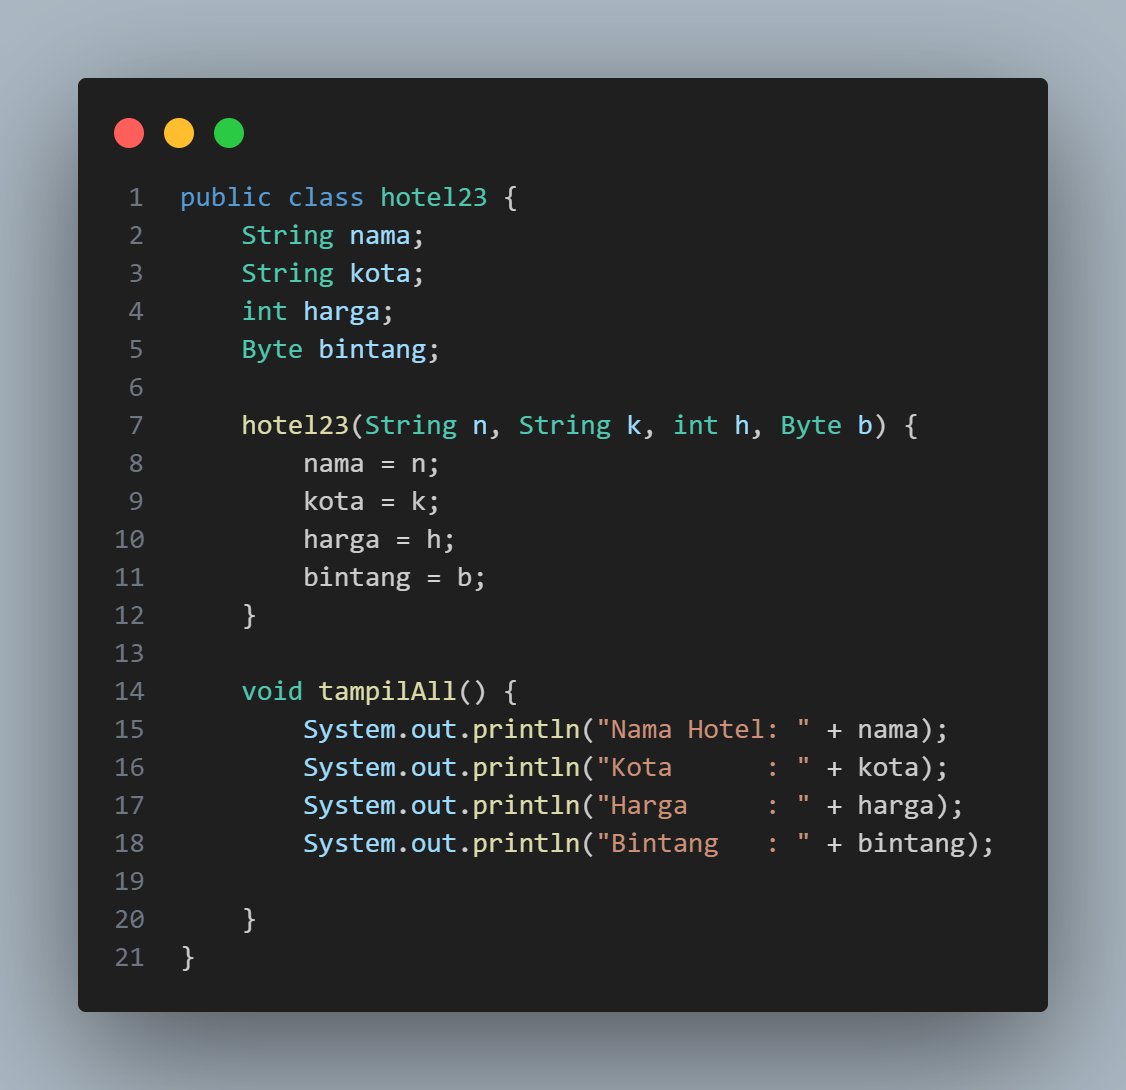 1 public class hotel23 {
2     String nama;
3     String kota;
4     int harga;
5     Byte bintang;
6
7     hotel23(String n, String k, int h, Byte b) {
8         nama = n;
9         kota = k;
10         harga = h;
11         bintang = b;
12     }
13
14     void tampilAll() {
15         System.out.println("Nama Hotel: " + nama);
16         System.out.println("Kota      : " + kota);
17         System.out.println("Harga     : " + harga);
18         System.out.println("Bintang   : " + bintang);
19
20     }
21 }